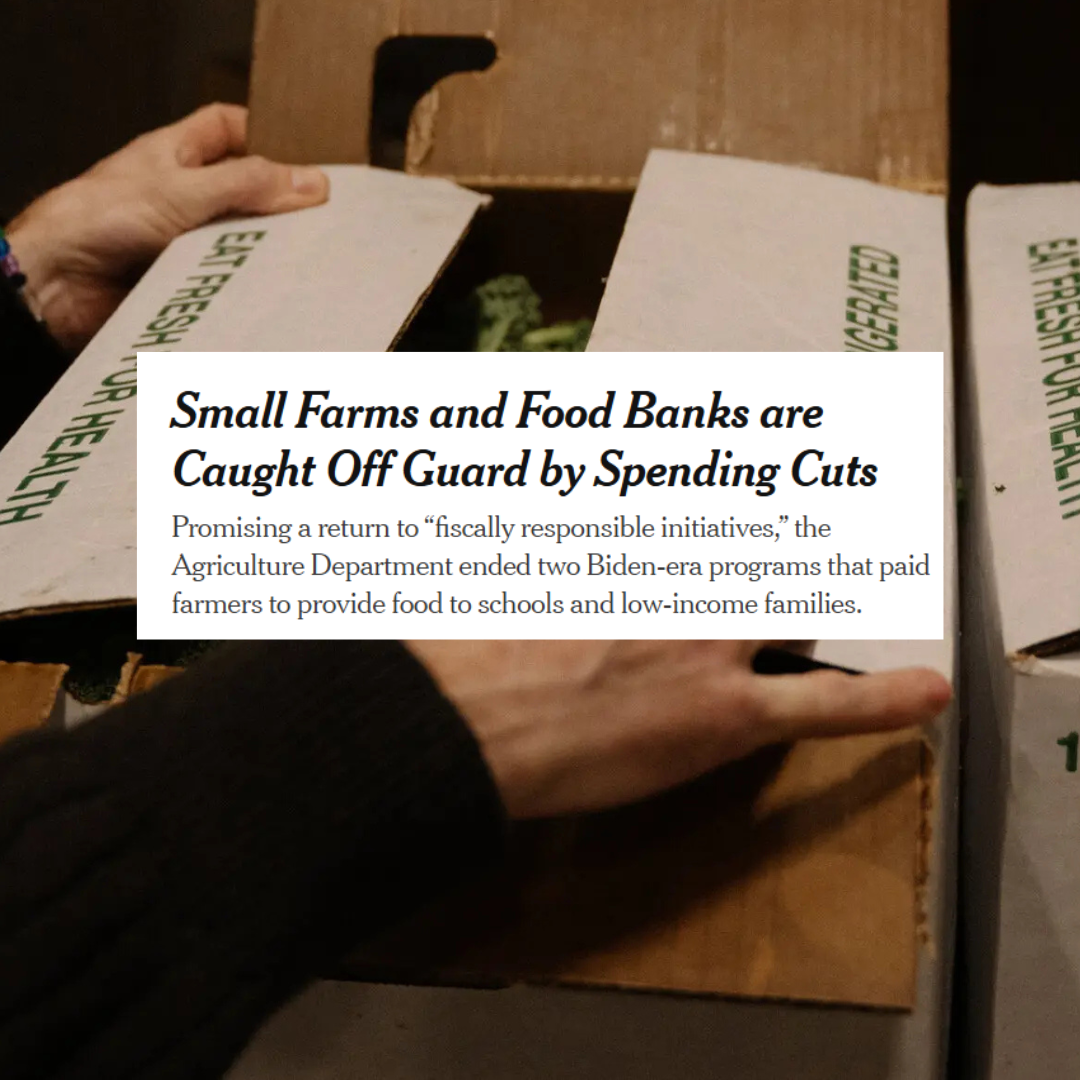 EAT FRESH FOR HEALTH
EAT FRESH FOR HEALTH
Small Farms and Food Banks are
Caught Off Guard by Spending Cuts
Promising a return to “fiscally responsible initiatives,” the
Agriculture Department ended two Biden-era programs that paid
farmers to provide food to schools and low-income families.
1